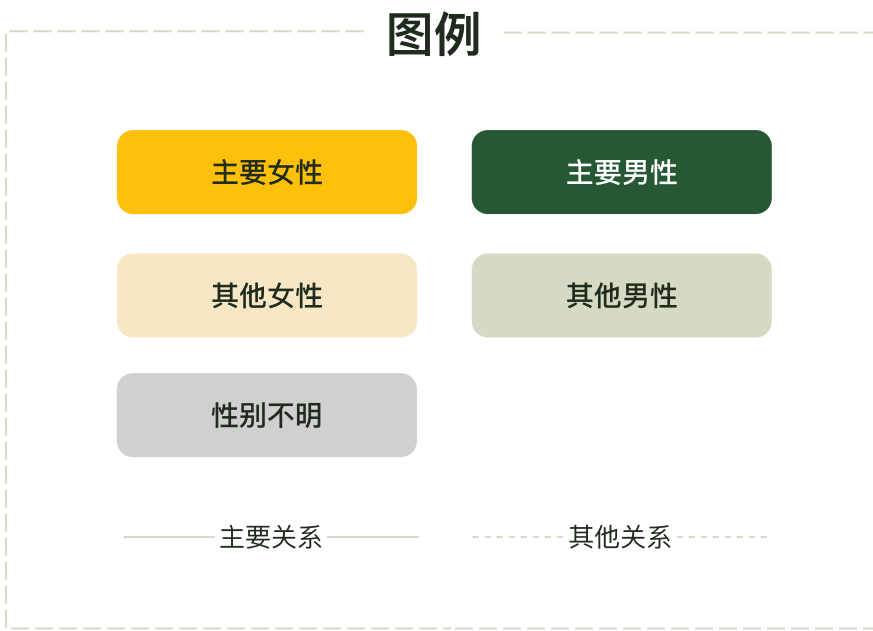 图例
主要女性
主要男性
其他女性
其他男性
性别不明
主要关系
其他关系